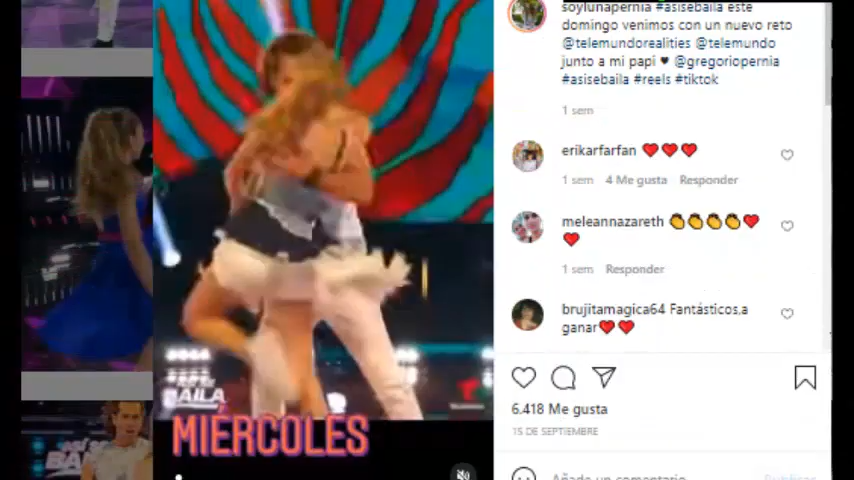 soylunapernia #asisebaila este
domingo venimos con un nuevo reto
@telemundorealities @telemundo
junto a mi papi ♥ @gregoriopernia
#asisebaila #reels #tiktok
1 sem
erikarfarfan ❤️❤️❤️
1 sem 4 Me gusta Responder
meleannazareth 👏👏👏👏❤️
❤️
1 sem Responder
brujitamagica64 Fantásticos,a
ganar❤️❤️
6.418 Me gusta
15 DE SEPTIEMBRE
Añade un comentario
Publicar
BAILA
MIÉRCOLES